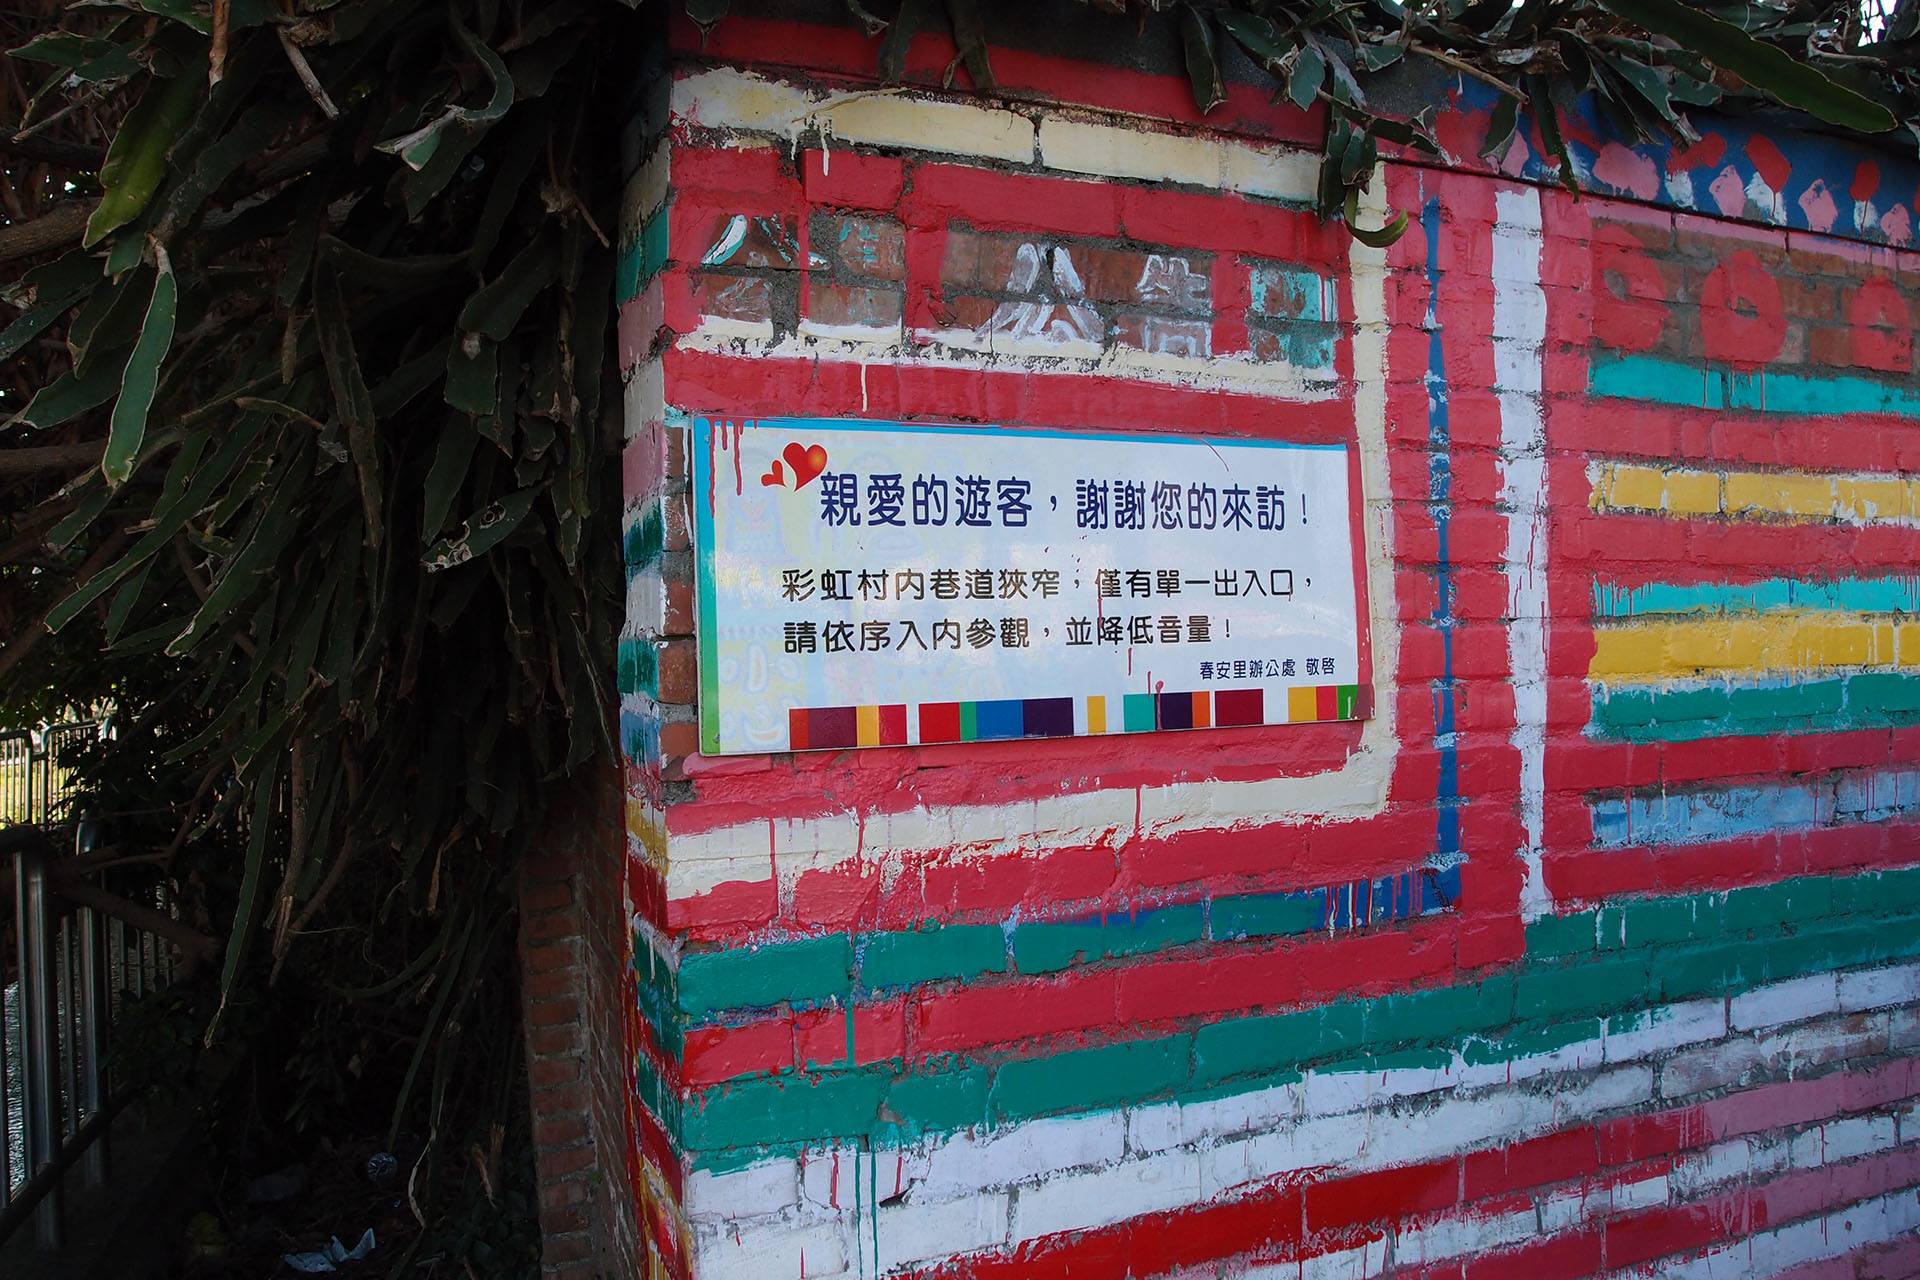 公告
親愛的遊客，謝謝您的來訪！
彩虹村內巷道狹窄，僅有單一出入口，
請依序入內參觀，並降低音量！
春安里辦公處 敬啓